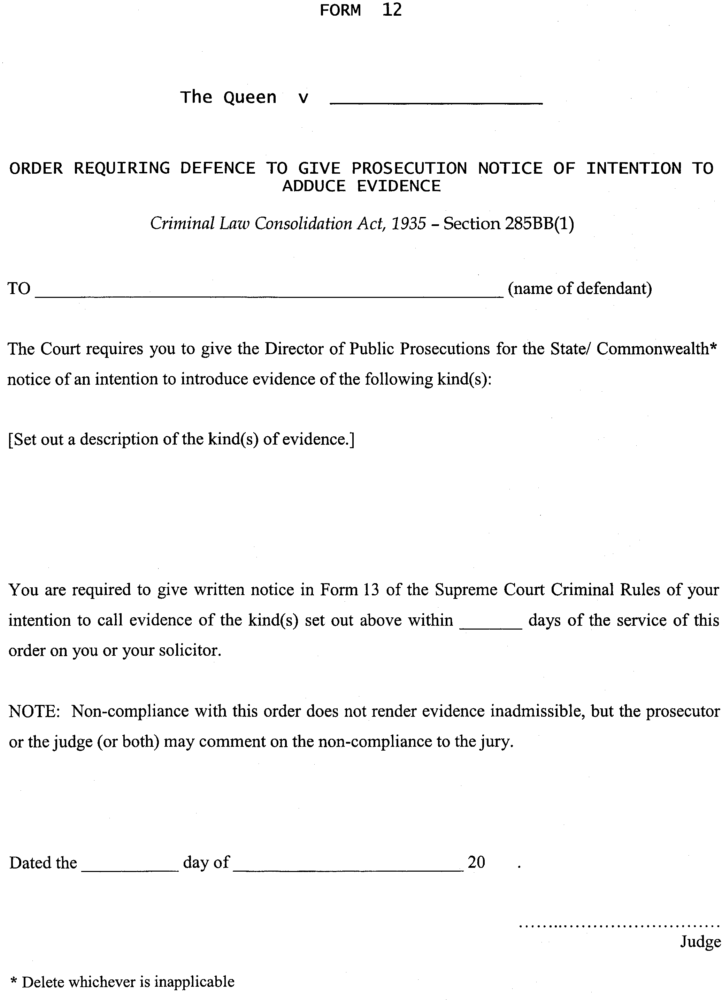 FORM 12
The Queen v
ORDER REQUIRING DEFENCE TO GIVE PROSECUTION NOTICE OF INTENTION TO
ADDUCE EVIDENCE
Criminal Law Consolidation Act, 1935 – Section 285BB(1)
TO ______ (name of defendant)
The Court requires you to give the Director of Public Prosecutions for the State/ Commonwealth*
notice of an intention to introduce evidence of the following kind(s):
[Set out a description of the kind(s) of evidence.]
You are required to give written notice in Form 13 of the Supreme Court Criminal Rules of your
intention to call evidence of the kind(s) set out above within ______ days of the service of this
order on you or your solicitor.
NOTE: Non-compliance with this order does not render evidence inadmissible, but the prosecutor
or the judge (or both) may comment on the non-compliance to the jury.
Dated the ______ day of ______ 20 .
..................................
Judge
* Delete whichever is inapplicable